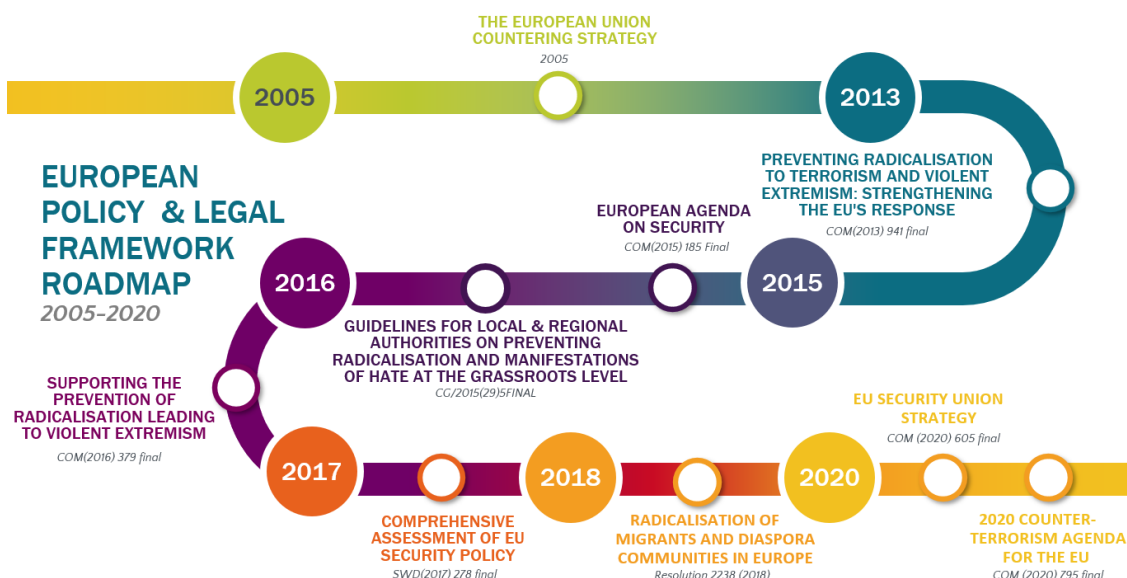 THE EUROPEAN UNION
COUNTERING STRATEGY
2005
2005
2013
EUROPEAN
POLICY & LEGAL
FRAMEWORK
ROADMAP
2005–2020
PREVENTING RADICALISATION
TO TERRORISM AND VIOLENT
EXTREMISM: STRENGTHENING
THE EU'S RESPONSE
COM(2013) 941 final
2015
EUROPEAN AGENDA
ON SECURITY
COM(2015) 185 Final
GUIDELINES FOR LOCAL & REGIONAL
AUTHORITIES ON PREVENTING
RADICALISATION AND MANIFESTATIONS
OF HATE AT THE GRASSROOTS LEVEL
CG/2015(29)5FINAL
2016
SUPPORTING THE
PREVENTION OF
RADICALISATION LEADING
TO VIOLENT EXTREMISM
COM(2016) 379 final
2017
COMPREHENSIVE
ASSESSMENT OF EU
SECURITY POLICY
SWD(2017) 278 final
2018
RADICALISATION OF
MIGRANTS AND DIASPORA
COMMUNITIES IN EUROPE
Resolution 2238 (2018)
2020
EU SECURITY UNION
STRATEGY
COM (2020) 605 final
2020 COUNTER-
TERRORISM AGENDA
FOR THE EU
COM (2020) 795 final